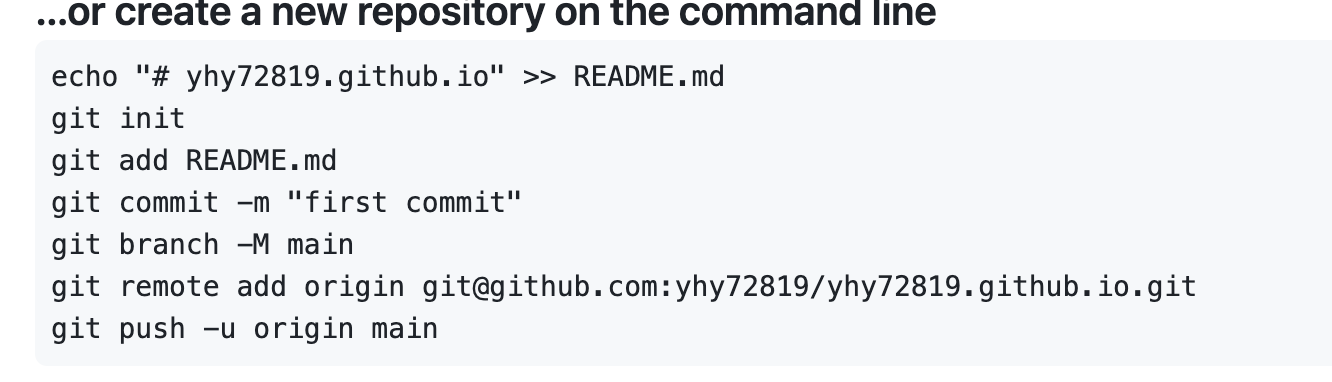 ...or create a new repository on the command line
echo "# yhy72819.github.io" >> README.md
git init
git add README.md
git commit -m "first commit"
git branch -M main
git remote add origin git@github.com:yhy72819/yhy72819.github.io.git
git push -u origin main